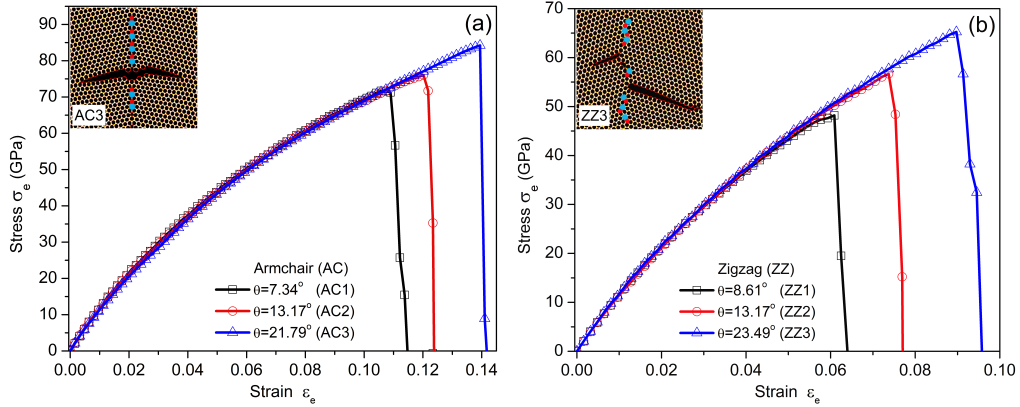 (a)
AC3
Stress σe (GPa)
90
80
70
60
50
40
30
20
10
0
Armchair (AC)
θ=7.34° (AC1)
θ=13.17° (AC2)
θ=21.79° (AC3)
0.00 0.02 0.04 0.06 0.08 0.10 0.12 0.14
Strain εe
(b)
ZZ3
Stress σe (GPa)
70
60
50
40
30
20
10
0
Zigzag (ZZ)
θ=8.61° (ZZ1)
θ=13.17° (ZZ2)
θ=23.49° (ZZ3)
0.00 0.02 0.04 0.06 0.08 0.10
Strain εe